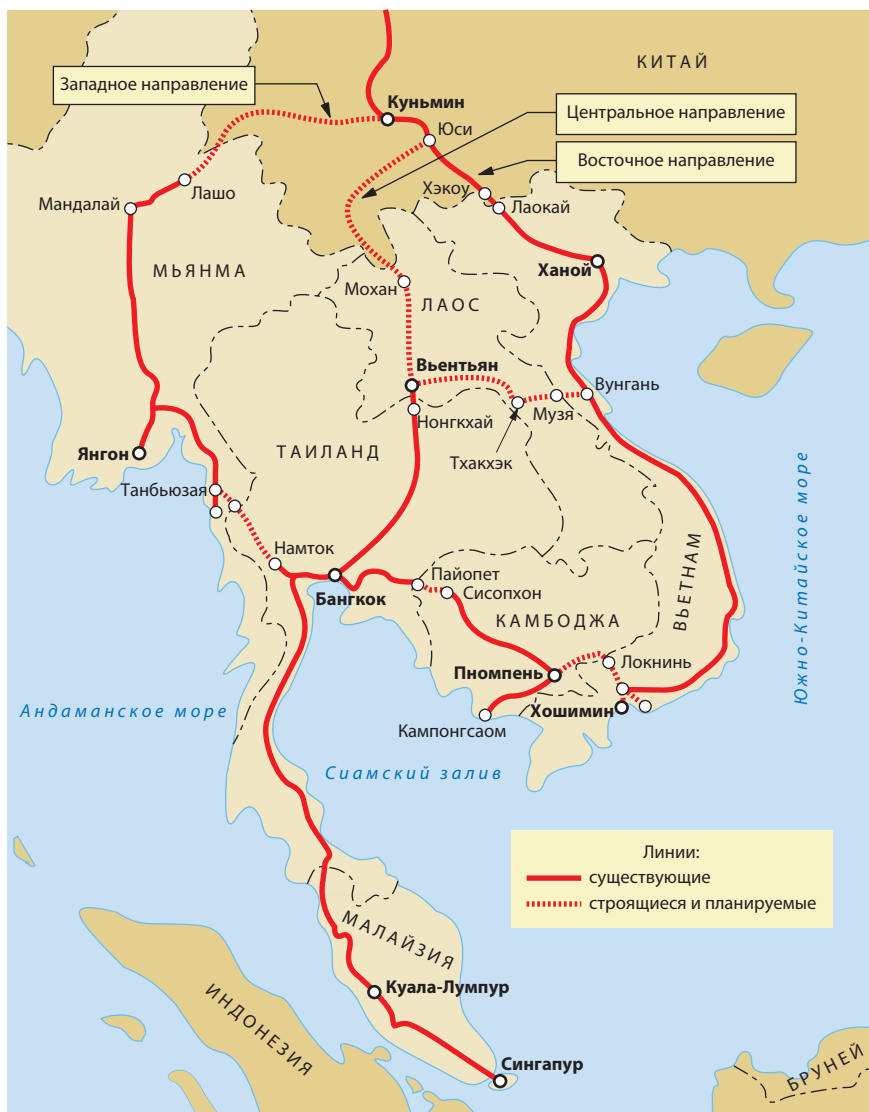 КИТАЙ
Западное направление
Куньмин
Юси
Центральное направление
Восточное направление
Хэкоу
Лаокай
Лашо
Мандалай
МЬЯНМА
Ханой
Мохан
ЛАОС
Вьентьян
Вунгань
Нонгкхай
Музя
Тхакхэк
ТАИЛАНД
Янгон
Танбьюзая
Намток
Бангкок
Пайопет
Сисопхон
КАМБОДЖА
ВЬЕТНАМ
Южно-Китайское море
Локнинь
Пномпень
Хошимин
Кампонгсаом
Андаманское море
Сиамский залив
Линии:
существующие
строящиеся и планируемые
МАЛАЙЗИЯ
Куала-Лумпур
ИНДОНЕЗИЯ
Сингапур
БРУНЕЙ